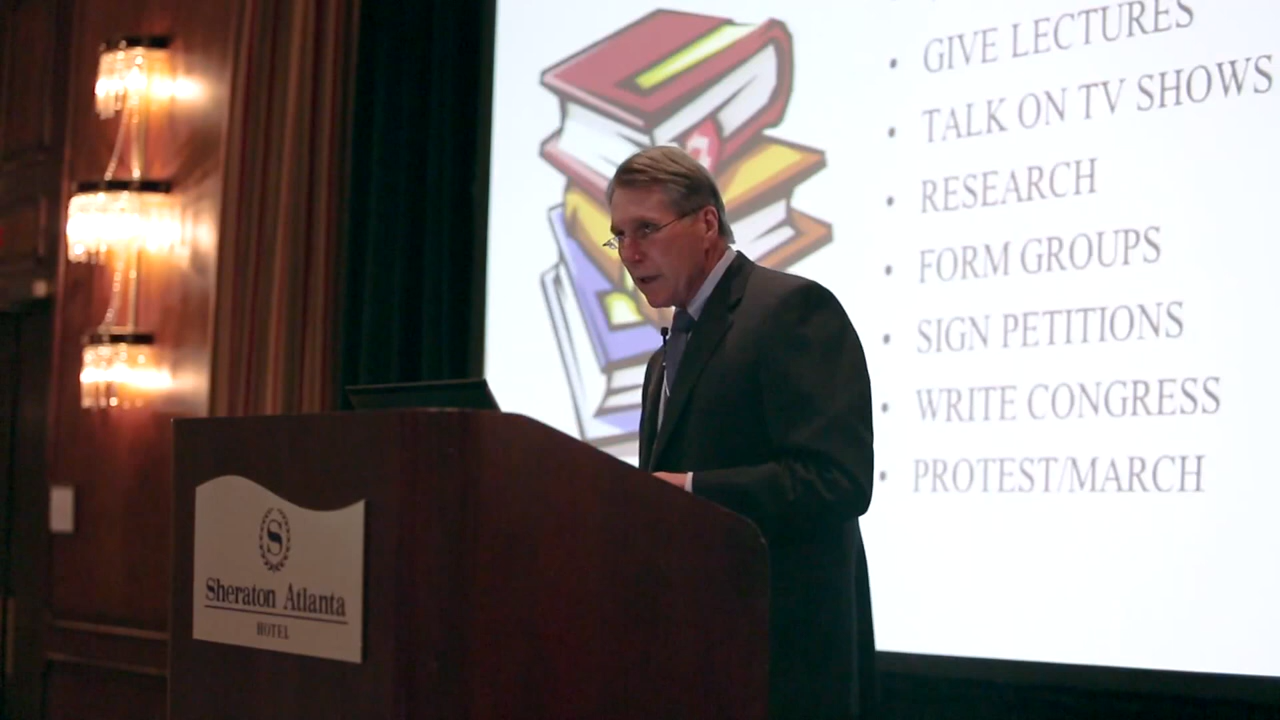 • GIVE LECTURES
• TALK ON TV SHOWS
• RESEARCH
• FORM GROUPS
• SIGN PETITIONS
• WRITE CONGRESS
• PROTEST/MARCH
S
Sheraton Atlanta
HOTEL